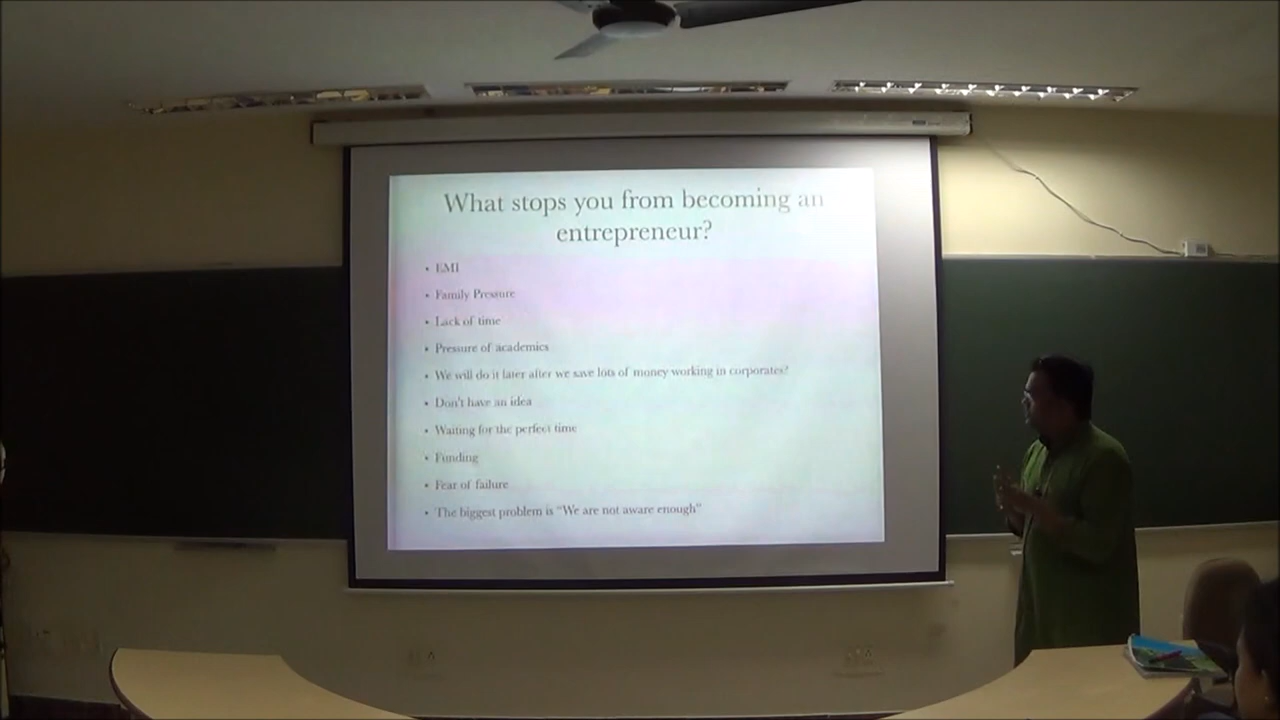 What stops you from becoming an
entrepreneur?
• EMI
• Family Pressure
• Lack of time
• Pressure of academics
• We will do it later after we save lots of money working in corporates?
• Don't have an idea
• Waiting for the perfect time
• Funding
• Fear of failure
• The biggest problem is “We are not aware enough”